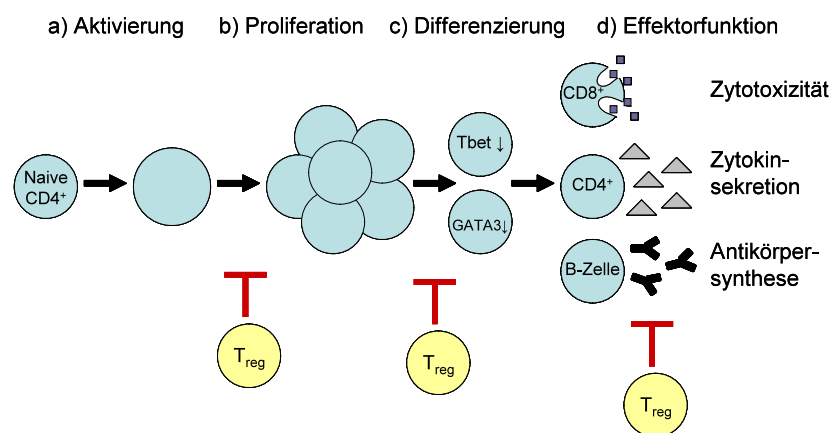 a) Aktivierung b) Proliferation c) Differenzierung d) Effektorfunktion
CD8⁺
Zytotoxizität
Naive
CD4⁺
Tbet ↓
GATA3↓
CD4⁺
Zytokin-
sekretion
B-Zelle
Antikörper-
synthese
Treg
Treg
Treg